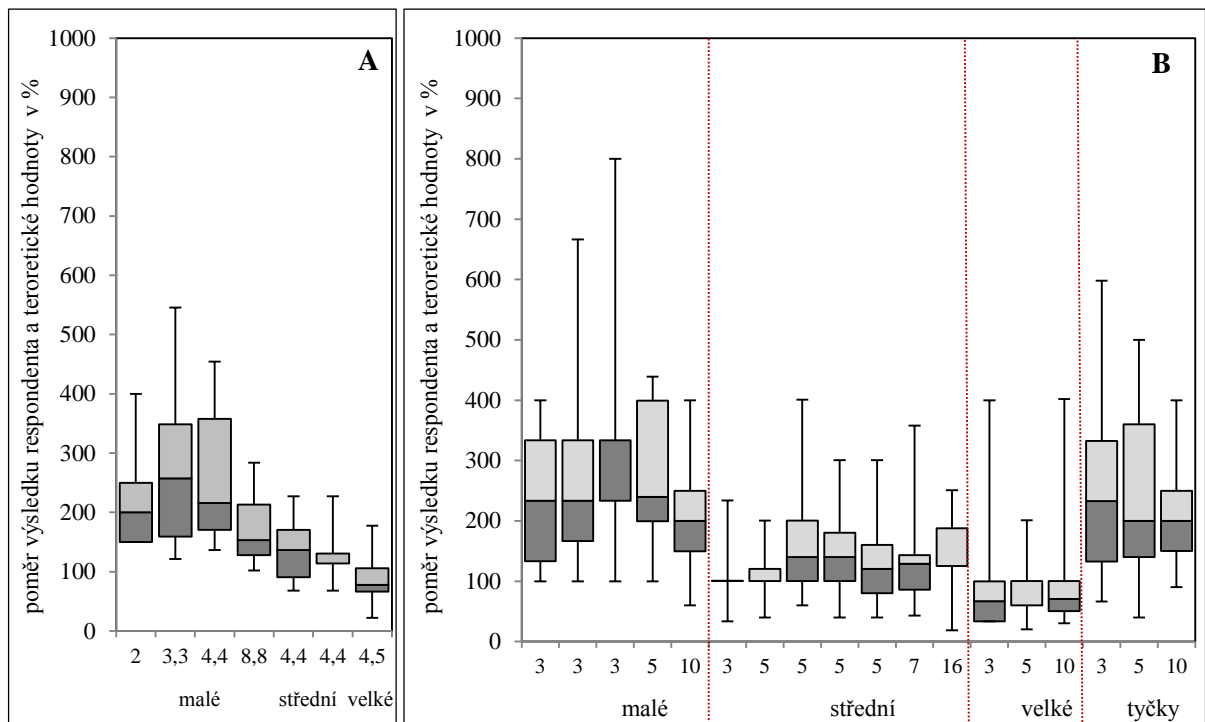 poměr výsledku respondenta a teroretické hodnoty v %
1000
900
800
700
600
500
400
300
200
100
0
A
2 3,3 4,4 8,8 4,4 4,4 4,5
malé střední velké
poměr výsledku respondenta a teroretické hodnoty v %
1000
900
800
700
600
500
400
300
200
100
0
B
3 3 3 5 10 3 5 5 5 5 7 16 3 5 10 3 5 10
malé střední velké tyčky